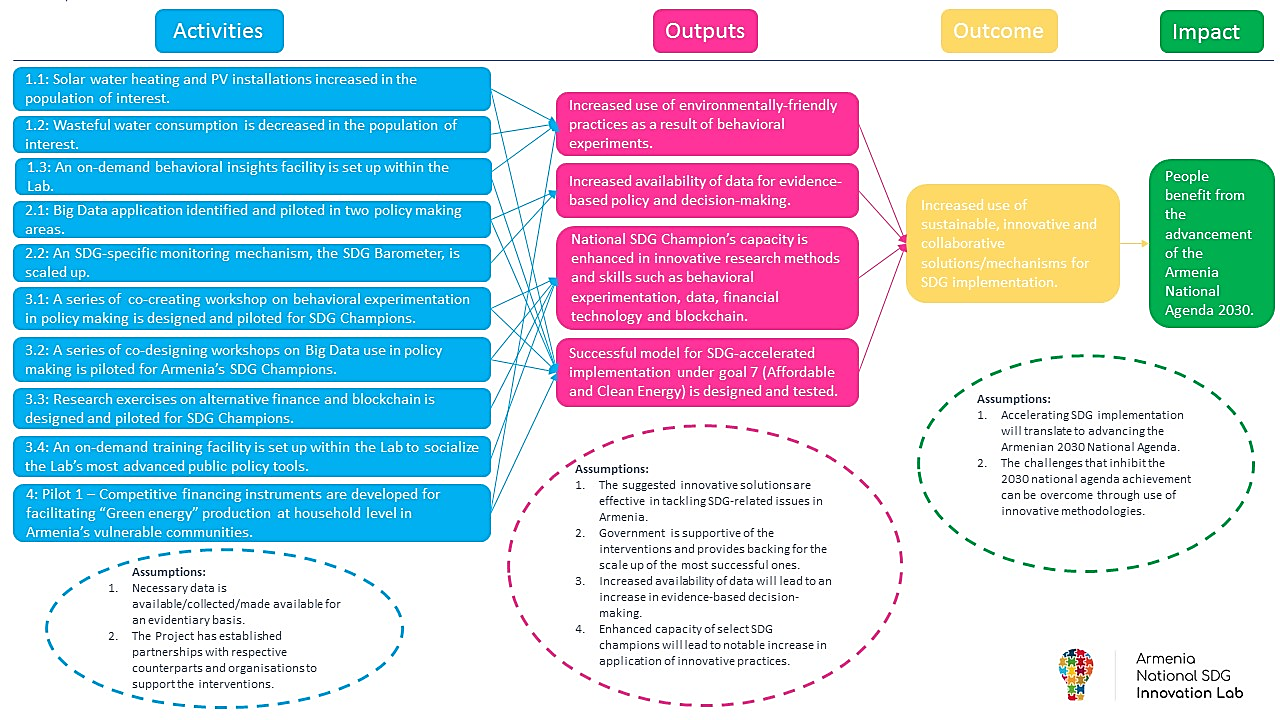 Activities
Outputs
Outcome
Impact
1.1: Solar water heating and PV installations increased in the
population of interest.
1.2: Wasteful water consumption is decreased in the population of
interest.
1.3: An on-demand behavioral insights facility is set up within the
Lab.
2.1: Big Data application identified and piloted in two policy making
areas.
2.2: An SDG-specific monitoring mechanism, the SDG Barometer, is
scaled up.
3.1: A series of co-creating workshop on behavioral experimentation
in policy making is designed and piloted for SDG Champions.
3.2: A series of co-designing workshops on Big Data use in policy
making is piloted for Armenia's SDG Champions.
3.3: Research exercises on alternative finance and blockchain is
designed and piloted for SDG Champions.
3.4: An on-demand training facility is set up within the Lab to socialize
the Lab's most advanced public policy tools.
4: Pilot 1 – Competitive financing instruments are developed for
facilitating “Green energy” production at household level in
Armenia's vulnerable communities.
Assumptions:
1. Necessary data is
available/collected/made available for
an evidentiary basis.
2. The Project has established
partnerships with respective
counterparts and organisations to
support the interventions.
Increased use of environmentally-friendly
practices as a result of behavioral
experiments.
Increased availability of data for evidence-
based policy and decision-making.
National SDG Champion's capacity is
enhanced in innovative research methods
and skills such as behavioral
experimentation, data, financial
technology and blockchain.
Successful model for SDG-accelerated
implementation under goal 7 (Affordable
and Clean Energy) is designed and tested.
Assumptions:
1. The suggested innovative solutions are
effective in tackling SDG-related issues in
Armenia.
2. Government is supportive of the
interventions and provides backing for the
scale up of the most successful ones.
3. Increased availability of data will lead to an
increase in evidence-based decision-
making.
4. Enhanced capacity of select SDG
champions will lead to notable increase in
application of innovative practices.
Increased use of
sustainable, innovative and
collaborative
solutions/mechanisms for
SDG implementation.
People
benefit from
the
advancement
of the
Armenia
National
Agenda 2030.
Assumptions:
1. Accelerating SDG implementation
will translate to advancing the
Armenian 2030 National Agenda.
2. The challenges that inhibit the
2030 national agenda achievement
can be overcome through use of
innovative methodologies.
Armenia
National SDG
Innovation Lab